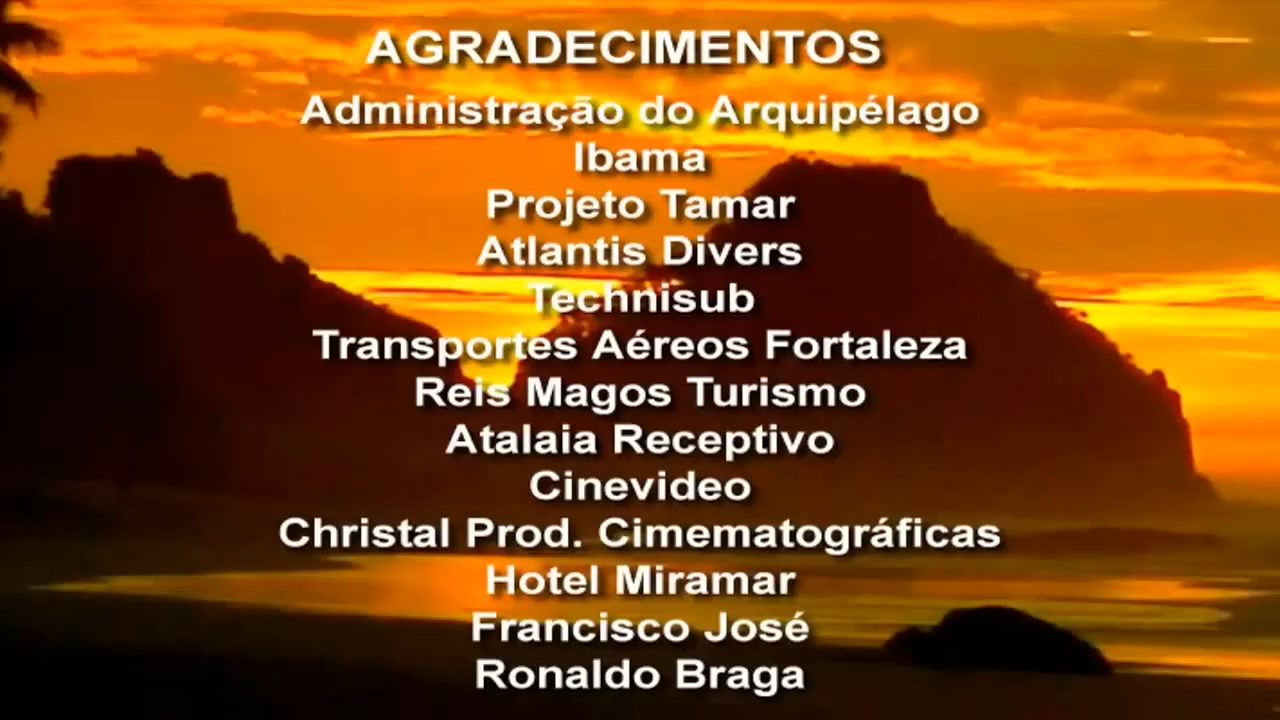 AGRADECIMENTOS
Administração do Arquipélago
Ibama
Projeto Tamar
Atlantis Divers
Technisub
Transportes Aéreos Fortaleza
Reis Magos Turismo
Atalaia Receptivo
Cinevideo
Christal Prod. Cimematográficas
Hotel Miramar
Francisco José
Ronaldo Braga